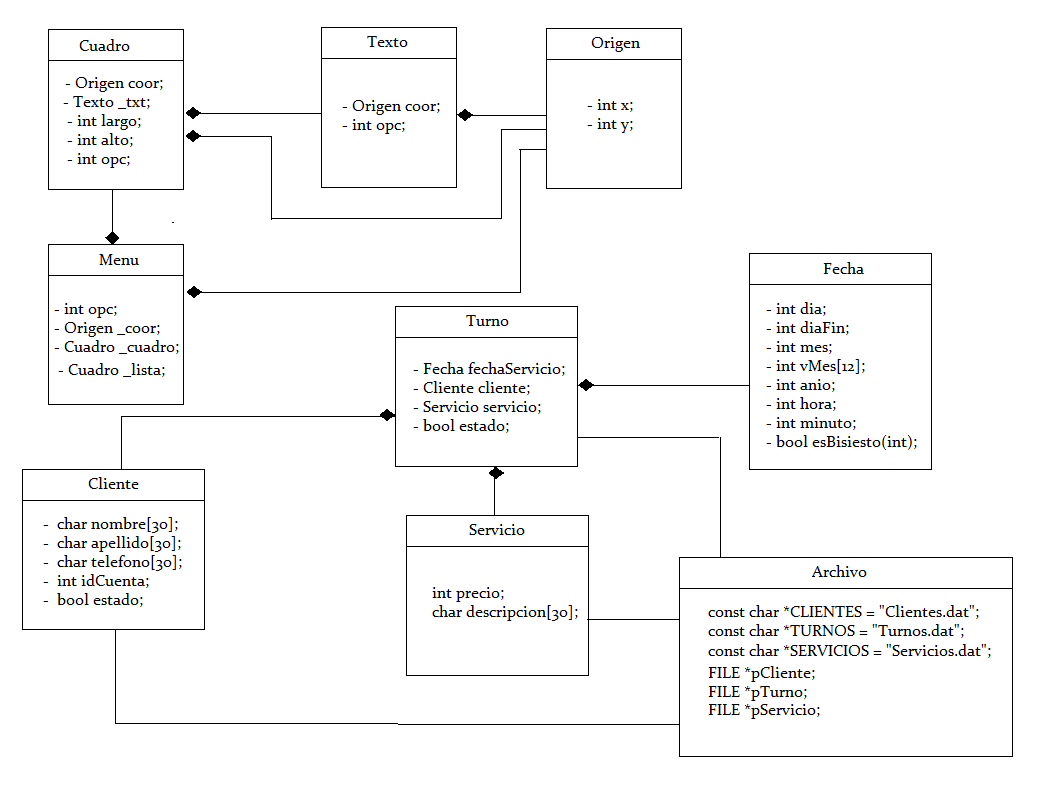 Cuadro
- Origen coor;
- Texto _txt;
- int largo;
- int alto;
- int opc;
Texto
- Origen coor;
- int opc;
Origen
- int x;
- int y;
Menu
- int opc;
- Origen _coor;
- Cuadro _cuadro;
- Cuadro _lista;
Turno
- Fecha fechaServicio;
- Cliente cliente;
- Servicio servicio;
- bool estado;
Fecha
- int dia;
- int diaFin;
- int mes;
- int vMes[12];
- int anio;
- int hora;
- int minuto;
- bool esBisiesto(int);
Cliente
- char nombre[30];
- char apellido[30];
- char telefono[30];
- int idCuenta;
- bool estado;
Servicio
int precio;
char descripcion[30];
Archivo
const char *CLIENTES = "Clientes.dat";
const char *TURNOS = "Turnos.dat";
const char *SERVICIOS = "Servicios.dat";
FILE *pCliente;
FILE *pTurno;
FILE *pServicio;